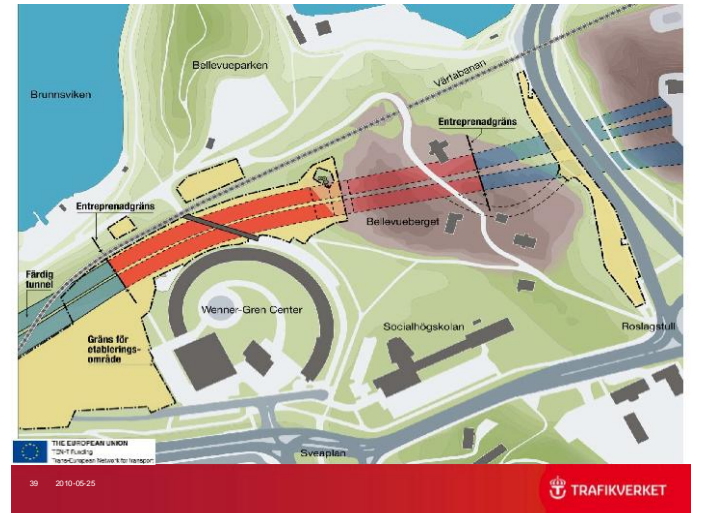 Bellevueparken
Värtabanan
Brunnsviken
Entreprenadgräns
Entreprenadgräns
Bellevueberget
Färdig
tunnel
Wenner-Gren Center
Socialhögskolan
Roslagstull
Gräns för
etablerings-
område
THE EUROPEAN UNION
TEN-T Funding
Trans-European Network for transport
Sveaplan
39 2010-05-25
TRAFIKVERKET